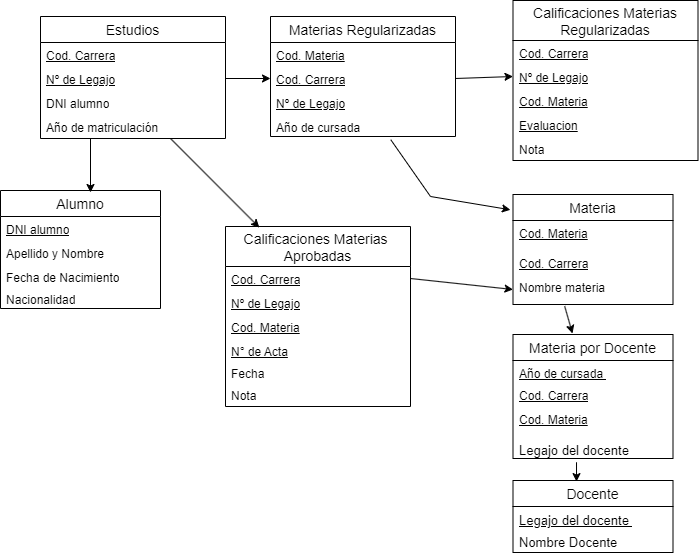 Estudios
Cod. Carrera
Nº de Legajo
DNI alumno
Año de matriculación
Materias Regularizadas
Cod. Materia
Cod. Carrera
Nº de Legajo
Año de cursada
Calificaciones Materias
Regularizadas
Cod. Carrera
Nº de Legajo
Cod. Materia
Evaluacion
Nota
Alumno
DNI alumno
Apellido y Nombre
Fecha de Nacimiento
Nacionalidad
Calificaciones Materias
Aprobadas
Cod. Carrera
Nº de Legajo
Cod. Materia
N° de Acta
Fecha
Nota
Materia
Cod. Materia
Cod. Carrera
Nombre materia
Materia por Docente
Año de cursada
Cod. Carrera
Cod. Materia
Legajo del docente
Docente
Legajo del docente
Nombre Docente